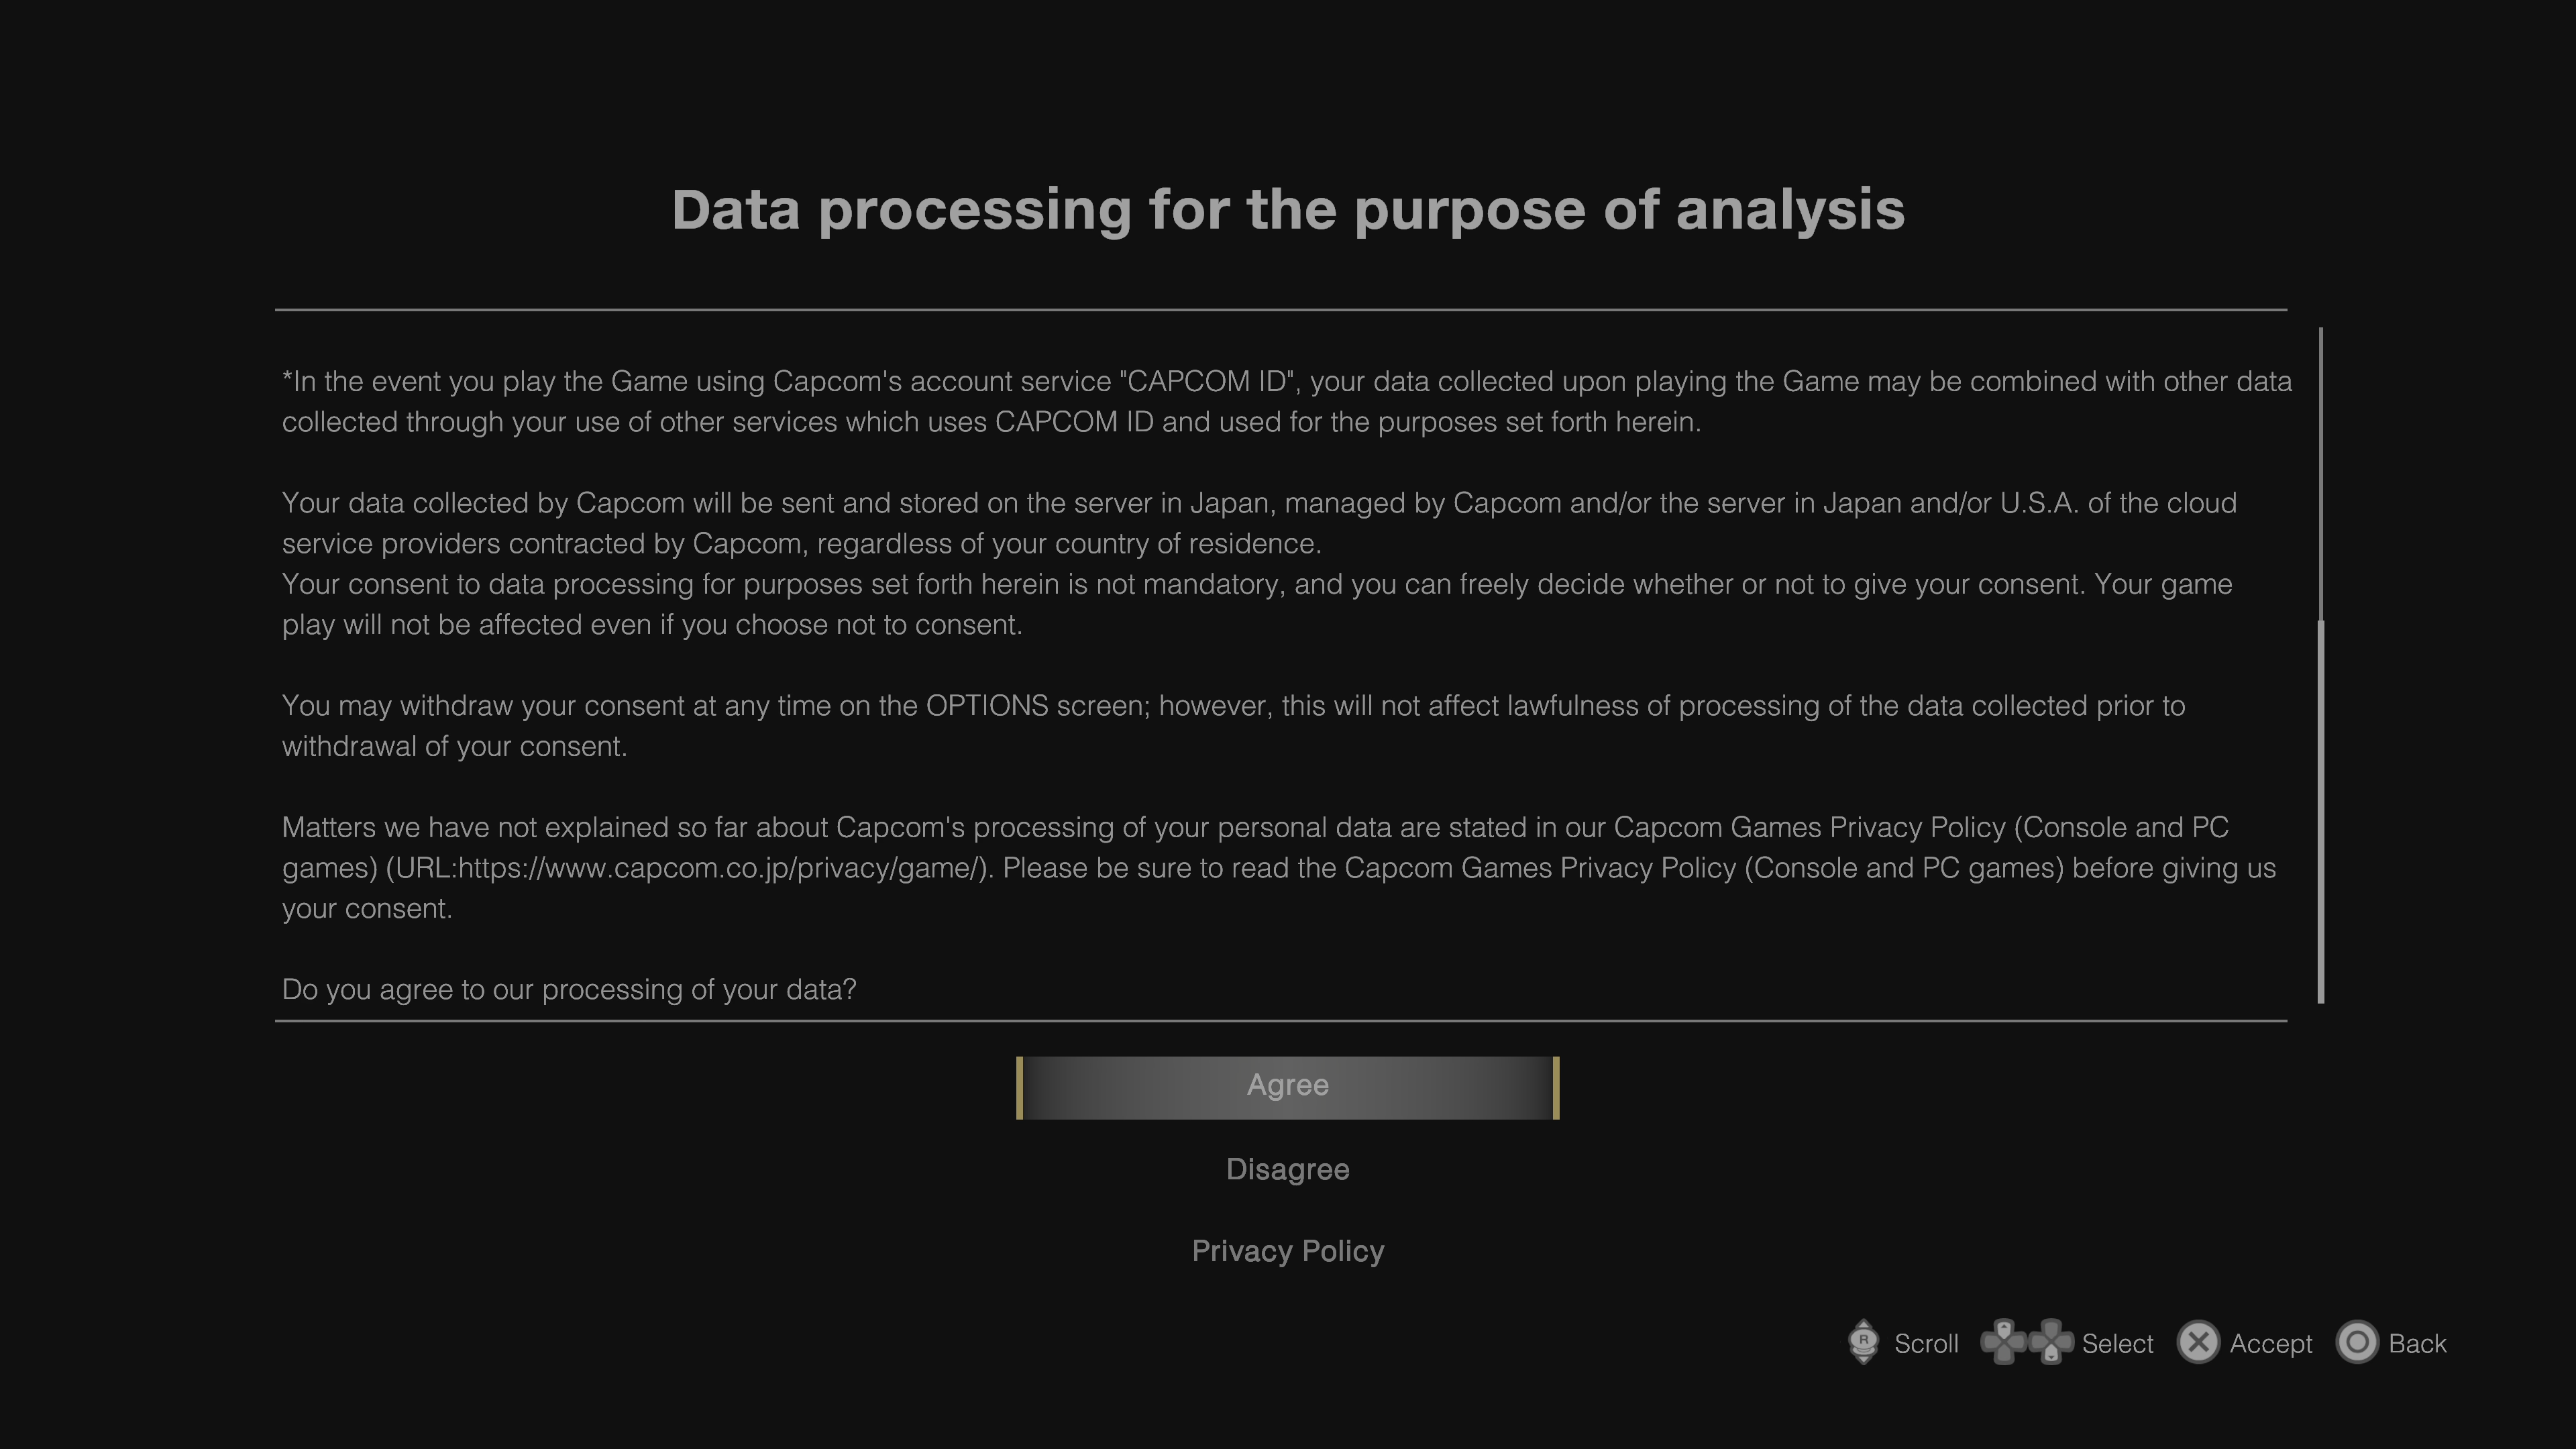 Data processing for the purpose of analysis
*In the event you play the Game using Capcom's account service "CAPCOM ID", your data collected upon playing the Game may be combined with other data
collected through your use of other services which uses CAPCOM ID and used for the purposes set forth herein.
Your data collected by Capcom will be sent and stored on the server in Japan, managed by Capcom and/or the server in Japan and/or U.S.A. of the cloud
service providers contracted by Capcom, regardless of your country of residence.
Your consent to data processing for purposes set forth herein is not mandatory, and you can freely decide whether or not to give your consent. Your game
play will not be affected even if you choose not to consent.
You may withdraw your consent at any time on the OPTIONS screen; however, this will not affect lawfulness of processing of the data collected prior to
withdrawal of your consent.
Matters we have not explained so far about Capcom's processing of your personal data are stated in our Capcom Games Privacy Policy (Console and PC
games) (URL:https://www.capcom.co.jp/privacy/game/). Please be sure to read the Capcom Games Privacy Policy (Console and PC games) before giving us
your consent.
Do you agree to our processing of your data?
Agree
Disagree
Privacy Policy
R Scroll Select Accept Back